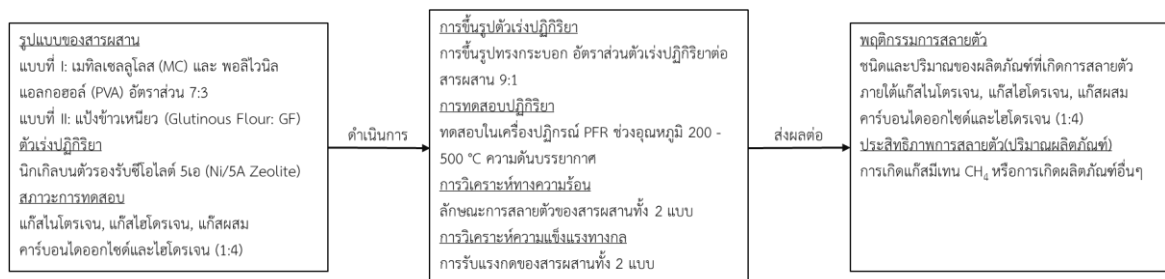 รูปแบบของสารผสาน
แบบที่ I: เมทิลเซลลูโลส (MC) และ พอลิไวนิล
แอลกอฮอล์ (PVA) อัตราส่วน 7:3
แบบที่ II: แป้งข้าวเหนียว (Glutinous Flour: GF)
ตัวเร่งปฏิกิริยา
นิกเกิลบนตัวรองรับซีโอไลต์ 5เอ (Ni/5A Zeolite)
สภาวะการทดสอบ
แก๊สไนโตรเจน, แก๊สไฮโดรเจน, แก๊สผสม
คาร์บอนไดออกไซด์และไฮโดรเจน (1:4)
ดำเนินการ
การขึ้นรูปตัวเร่งปฏิกิริยา
การขึ้นรูปทรงกระบอก อัตราส่วนตัวเร่งปฏิกิริยาต่อ
สารผสาน 9:1
การทดสอบปฏิกิริยา
ทดสอบในเครื่องปฏิกรณ์ PFR ช่วงอุณหภูมิ 200 -
500 °C ความดันบรรยากาศ
การวิเคราะห์ทางความร้อน
ลักษณะการสลายตัวของสารผสานทั้ง 2 แบบ
การวิเคราะห์ความแข็งแรงทางกล
การรับแรงกดของสารผสานทั้ง 2 แบบ
ส่งผลต่อ
พฤติกรรมการสลายตัว
ชนิดและปริมาณของผลิตภัณฑ์ที่เกิดการสลายตัว
ภายใต้แก๊สไนโตรเจน, แก๊สไฮโดรเจน, แก๊สผสม
คาร์บอนไดออกไซด์และไฮโดรเจน (1:4)
ประสิทธิภาพการสลายตัว(ปริมาณผลิตภัณฑ์)
การเกิดแก๊สมีเทน CH₄ หรือการเกิดผลิตภัณฑ์อื่นๆ